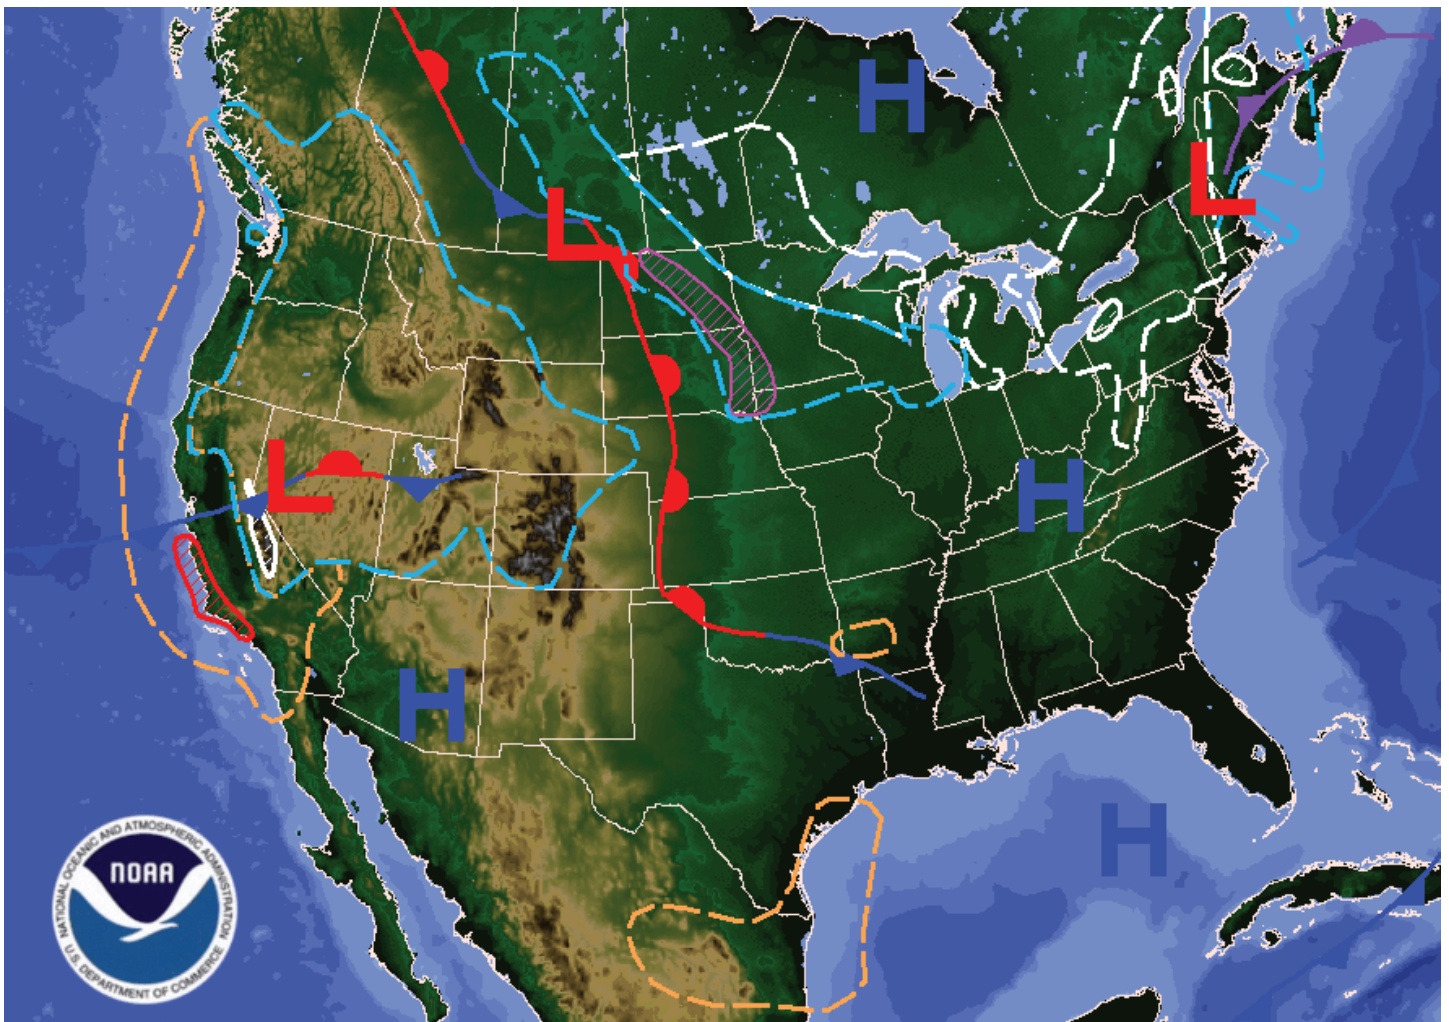 H
L
L
L
H
H
H
NATIONAL OCEANIC AND ATMOSPHERIC ADMINISTRATION
NOAA
U.S. DEPARTMENT OF COMMERCE